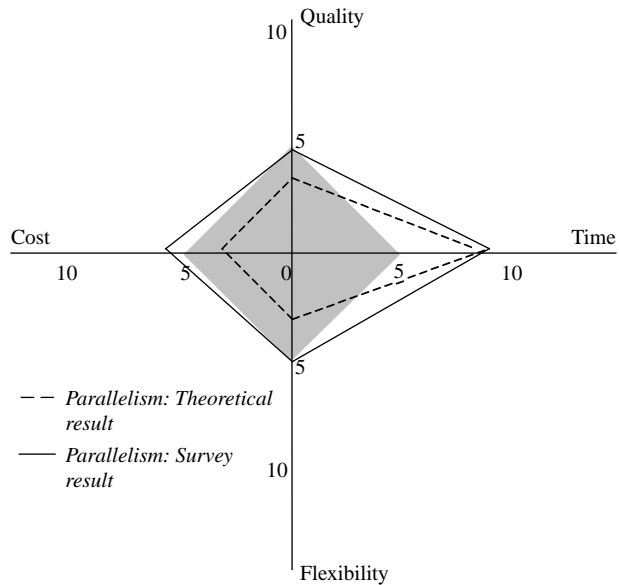 Quality
10
5
Cost
Time
10
5
0
5
10
5
Parallelism: Theoretical
result
Parallelism: Survey
result
10
Flexibility